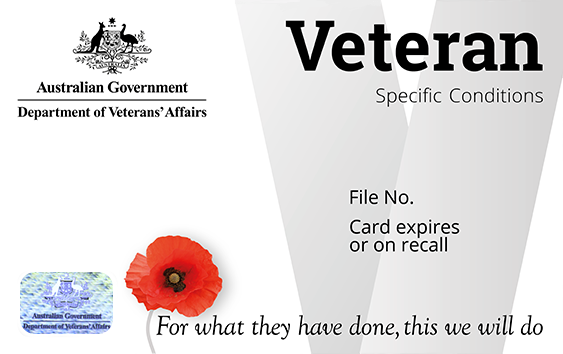 Australian Government
Department of Veterans' Affairs
Veteran
Specific Conditions
File No.
Card expires
or on recall
Australian Government
Department of Veterans' Affairs
For what they have done, this we will do